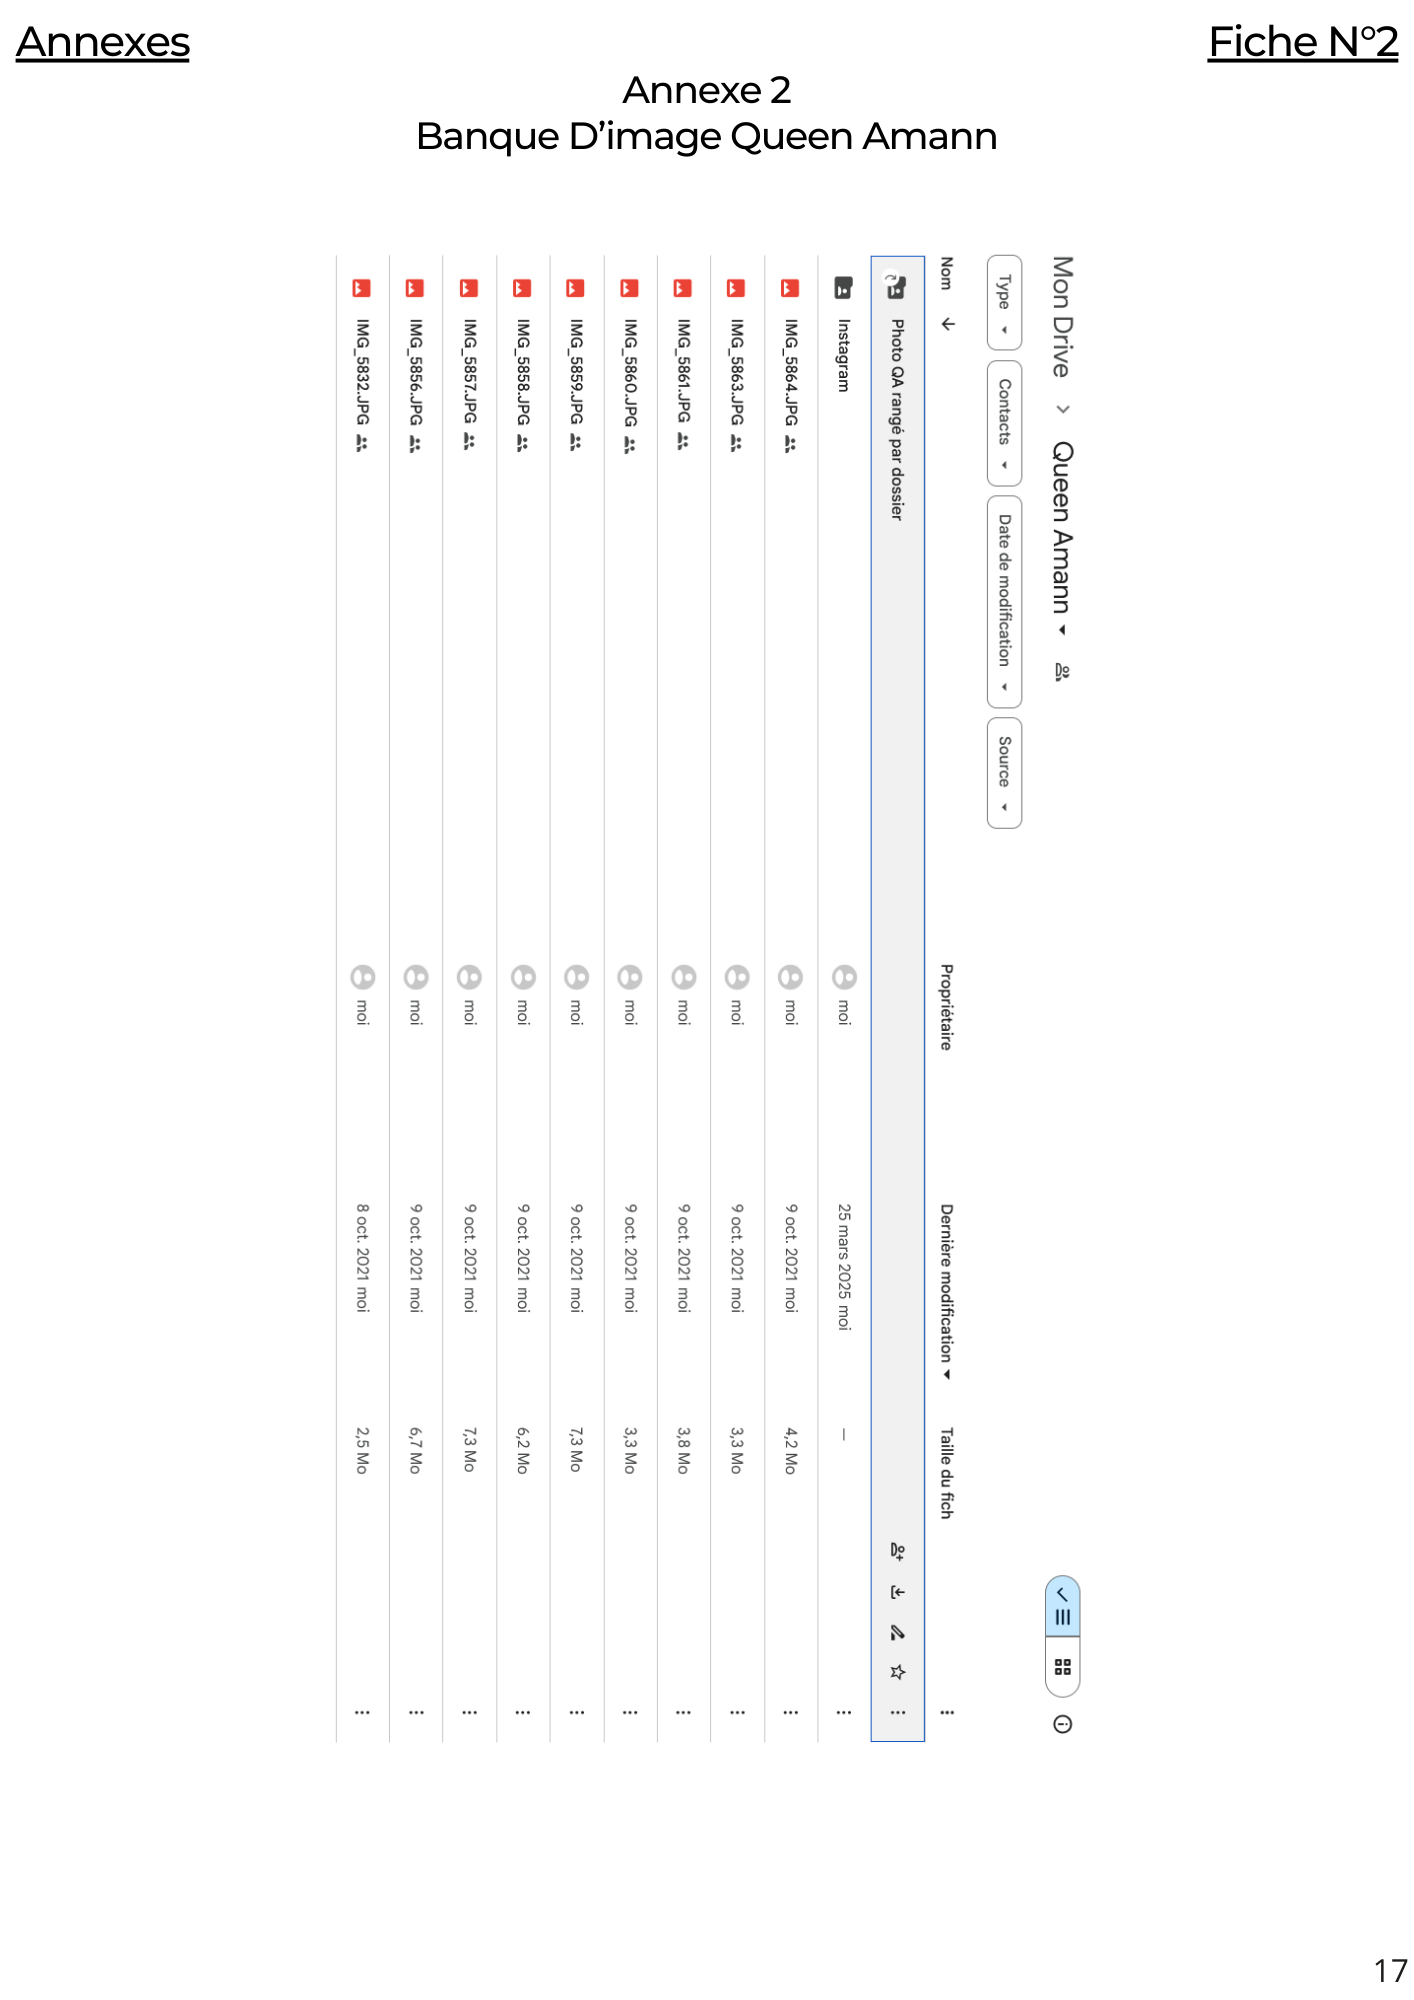 Annexes
Fiche N°2
Annexe 2
Banque D’image Queen Amann
Mon Drive > Queen Amann
Type Contacts Date de modification Source
Nom Propriétaire Dernière modification Taille du fich
Photo QA rangé par dossier
Instagram moi 25 mars 2025 moi —
IMG_5864.JPG moi 9 oct. 2021 moi 4,2 Mo
IMG_5863.JPG moi 9 oct. 2021 moi 3,3 Mo
IMG_5861.JPG moi 9 oct. 2021 moi 3,8 Mo
IMG_5860.JPG moi 9 oct. 2021 moi 3,3 Mo
IMG_5859.JPG moi 9 oct. 2021 moi 7,3 Mo
IMG_5858.JPG moi 9 oct. 2021 moi 6,2 Mo
IMG_5857.JPG moi 9 oct. 2021 moi 7,3 Mo
IMG_5856.JPG moi 9 oct. 2021 moi 6,7 Mo
IMG_5832.JPG moi 8 oct. 2021 moi 2,5 Mo
17